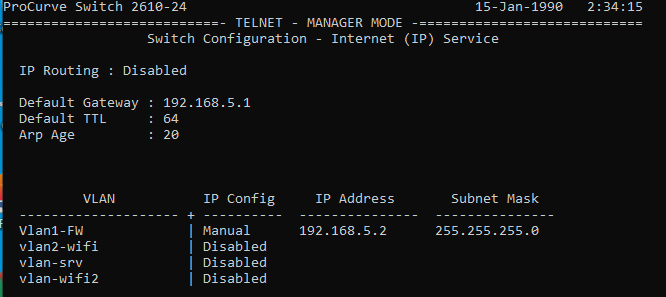 ProCurve Switch 2610-24 15-Jan-1990 2:34:15
===========================- TELNET - MANAGER MODE -============================
Switch Configuration - Internet (IP) Service
IP Routing : Disabled
Default Gateway : 192.168.5.1
Default TTL : 64
Arp Age : 20
VLAN IP Config IP Address Subnet Mask
-------------------- + ---------- --------------- ---------------
Vlan1-FW | Manual 192.168.5.2 255.255.255.0
vlan2-wifi | Disabled
vlan-srv | Disabled
vlan-wifi2 | Disabled